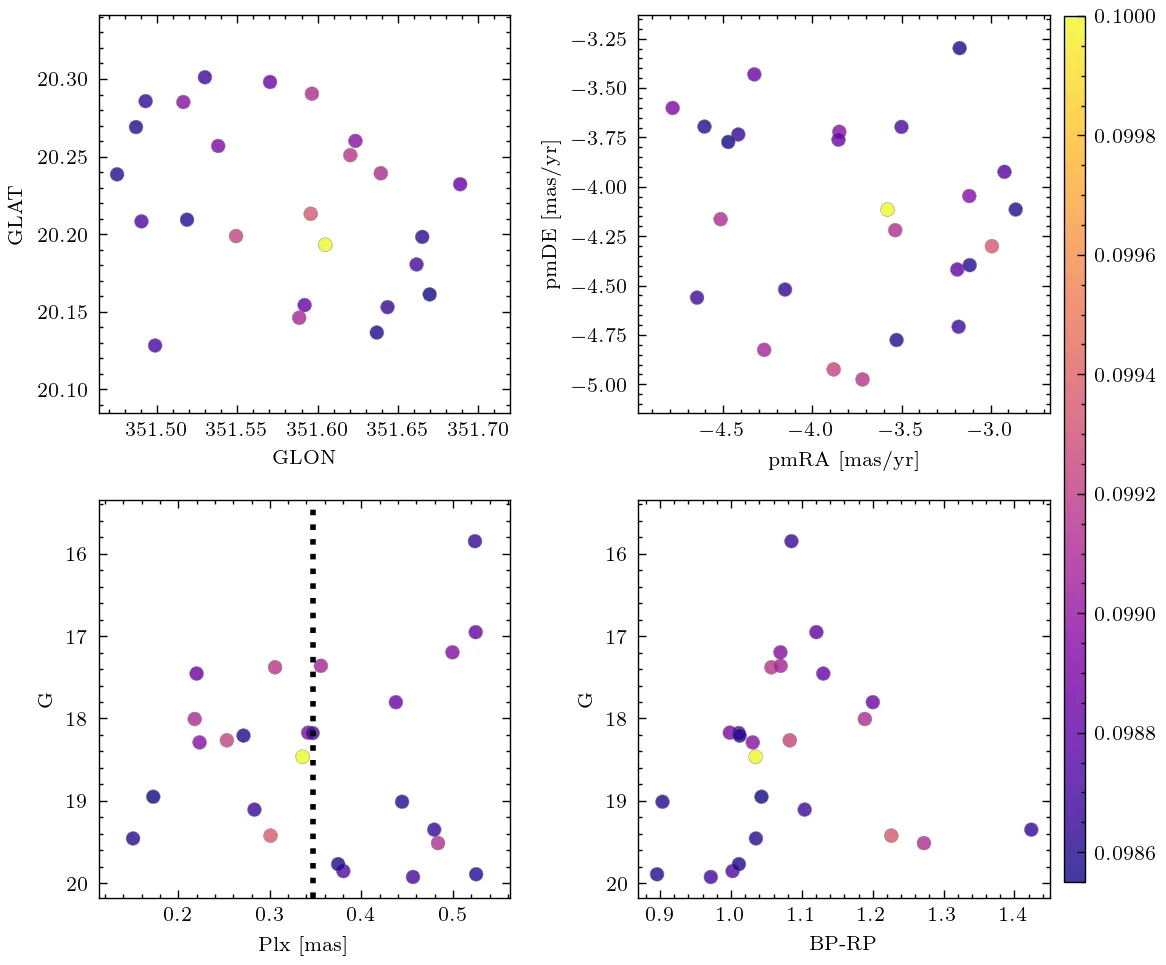 20.30
20.25
20.20
20.15
20.10
GLAT
351.50 351.55 351.60 351.65 351.70
GLON
−3.25
−3.50
−3.75
−4.00
−4.25
−4.50
−4.75
−5.00
pmDE [mas/yr]
−4.5 −4.0 −3.5 −3.0
pmRA [mas/yr]
16
17
18
19
20
G
0.2 0.3 0.4 0.5
Plx [mas]
16
17
18
19
20
G
0.9 1.0 1.1 1.2 1.3 1.4
BP-RP
0.1000
0.0998
0.0996
0.0994
0.0992
0.0990
0.0988
0.0986